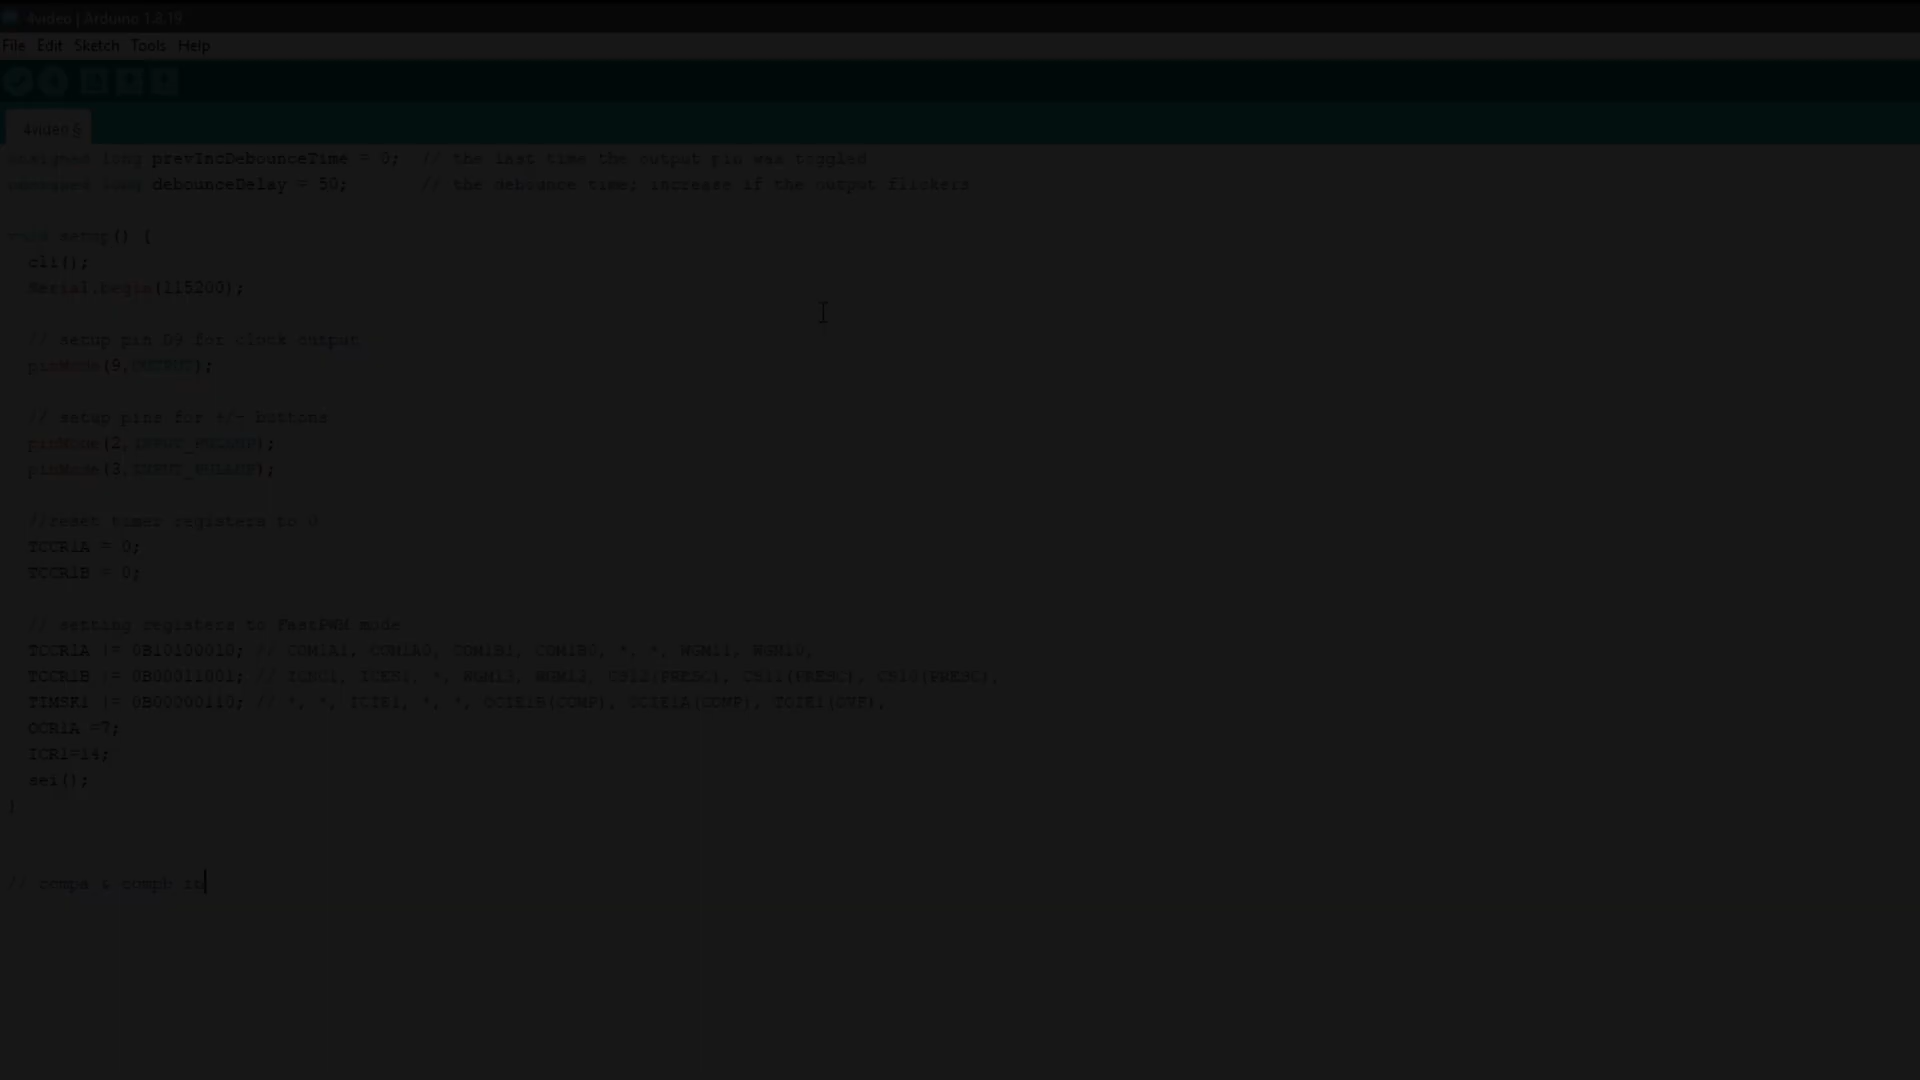 4video | Arduino 1.8.19
File Edit Sketch Tools Help
4video §
unsigned long prevIncDebounceTime = 0;  // the last time the output pin was toggled
unsigned long debounceDelay = 50;       // the debounce time; increase if the output flickers
void setup() {
cli();
Serial.begin(115200);
// setup pin D9 for clock output
pinMode(9,OUTPUT);
// setup pins for +/- buttons
pinMode(2,INPUT_PULLUP);
pinMode(3,INPUT_PULLUP);
//reset timer registers to 0
TCCR1A = 0;
TCCR1B = 0;
// setting registers to FastPWM mode
TCCR1A |= 0B10100010; // COM1A1, COM1A0, COM1B1, COM1B0, *, *, WGM11, WGM10,
TCCR1B |= 0B00011001; // ICNC1, ICES1, *, WGM13, WGM12, CS12(PRESC), CS11(PRESC), CS10(PRESC),
TIMSK1 |= 0B00000110; // *, *, ICIE1, *, *, OCIE1B(COMP), OCIE1A(COMP), TOIE1(OVF),
OCR1A =7;
ICR1=14;
sei();
}
// compa & compb